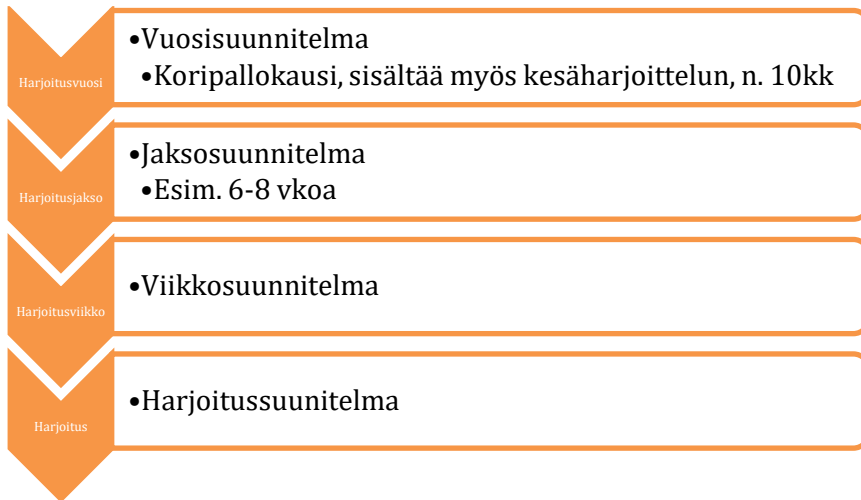 Harjoitusvuosi
•Vuosisuunnitelma
•Koripallokausi, sisältää myös kesäharjoittelun, n. 10kk
Harjoitusjakso
•Jaksosuunnitelma
•Esim. 6-8 vkoa
Harjoitusviikko
•Viikkosuunnitelma
Harjoitus
•Harjoitussuunitelma